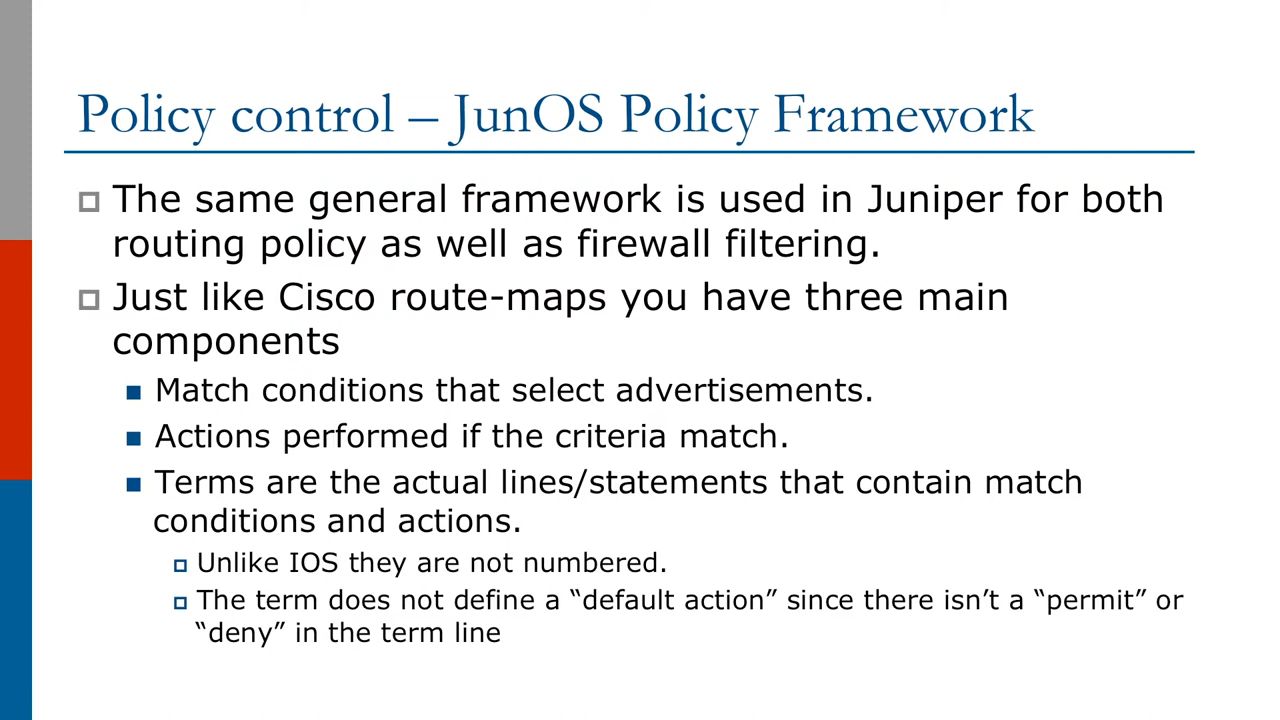 Policy control – JunOS Policy Framework
The same general framework is used in Juniper for both
routing policy as well as firewall filtering.
Just like Cisco route-maps you have three main
components
Match conditions that select advertisements.
Actions performed if the criteria match.
Terms are the actual lines/statements that contain match
conditions and actions.
Unlike IOS they are not numbered.
The term does not define a “default action” since there isn’t a “permit” or
“deny” in the term line